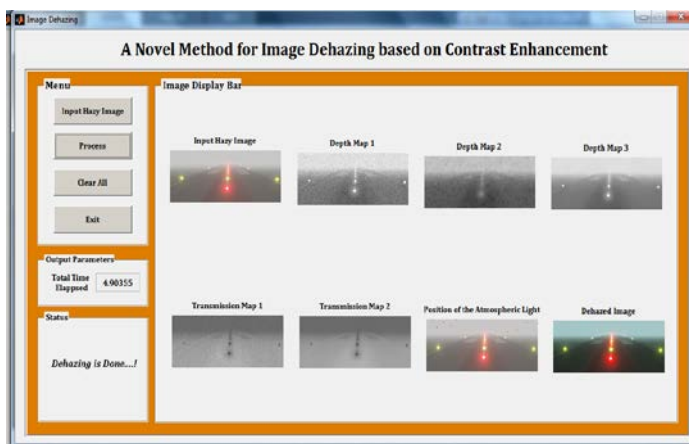 Image Dehazing
A Novel Method for Image Dehazing based on Contrast Enhancement
Menu
Input Hazy Image
Process
Clear All
Exit
Output Parameters
Total Time
Elappsed
4.90355
Status
Dehazing is Done...!
Image Display Bar
Input Hazy Image
Depth Map 1
Depth Map 2
Depth Map 3
Transmission Map 1
Transmission Map 2
Position of the Atmospheric Light
Dehazed Image